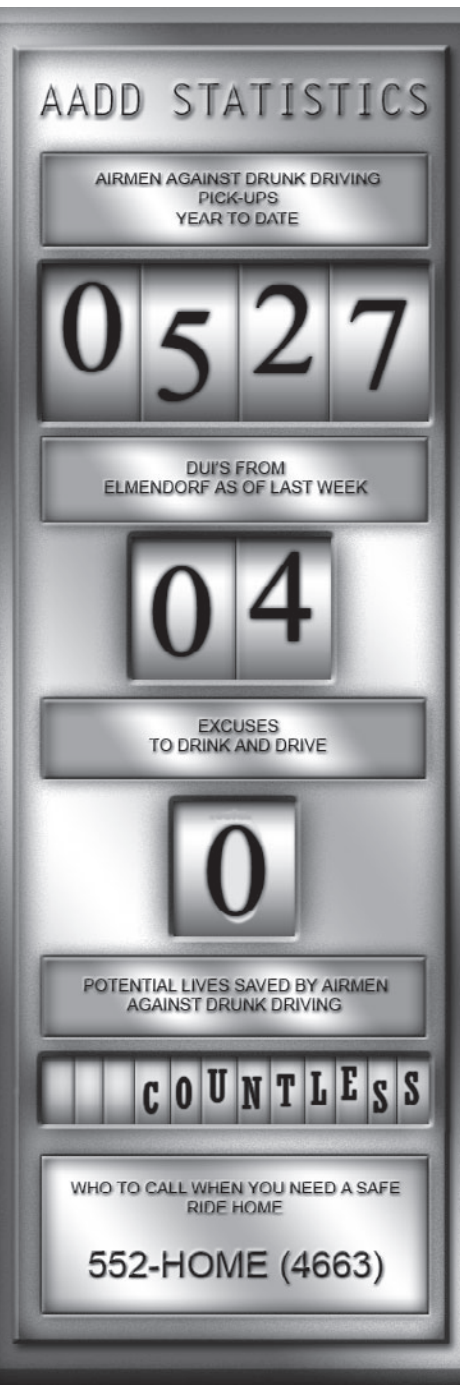 AADD STATISTICS
AIRMEN AGAINST DRUNK DRIVING
PICK-UPS
YEAR TO DATE
0527
DUI'S FROM
ELMENDORF AS OF LAST WEEK
04
EXCUSES
TO DRINK AND DRIVE
0
POTENTIAL LIVES SAVED BY AIRMEN
AGAINST DRUNK DRIVING
COUNTLESS
WHO TO CALL WHEN YOU NEED A SAFE
RIDE HOME
552-HOME (4663)